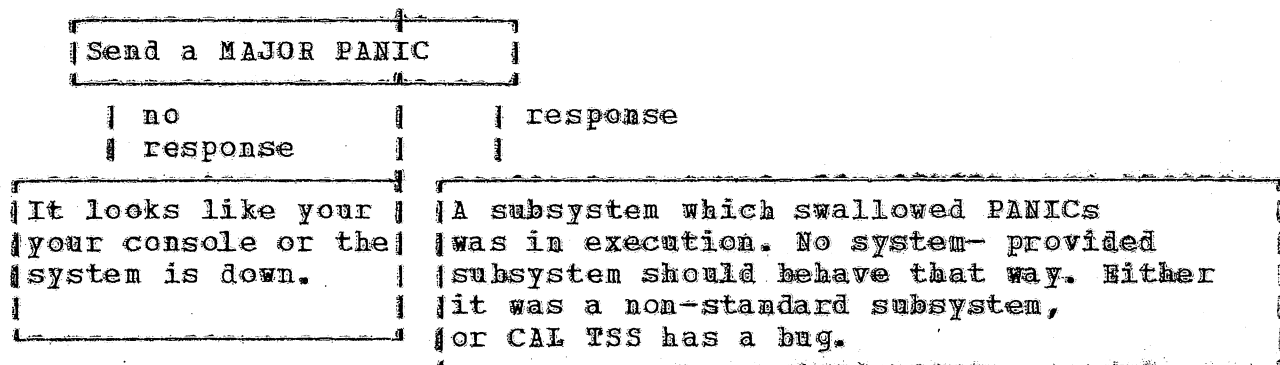 Send a MAJOR PANIC
no
response
response
It looks like your
your console or the
system is down.
A subsystem which swallowed PANICs
was in execution. No system- provided
subsystem should behave that way. Either
it was a non-standard subsystem,
or CAL TSS has a bug.